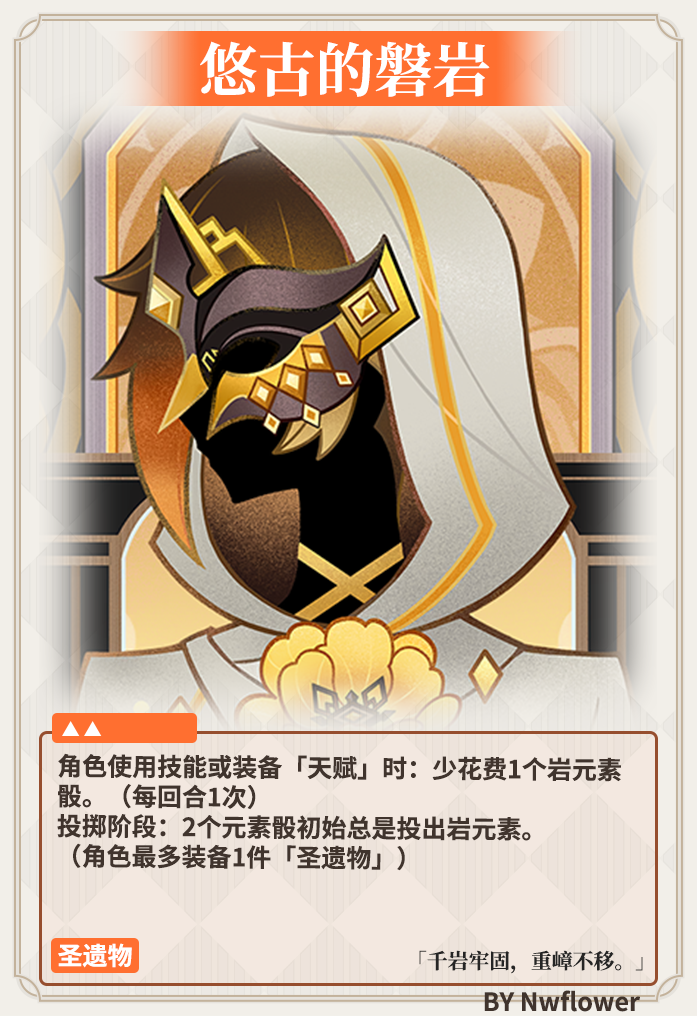 悠古的磐岩
角色使用技能或装备「天赋」时：少花费1个岩元素
骰。（每回合1次）
投掷阶段：2个元素骰初始总是投出岩元素。
（角色最多装备1件「圣遗物」）
圣遗物
「千岩牢固，重嶂不移。」
BY Nwflower